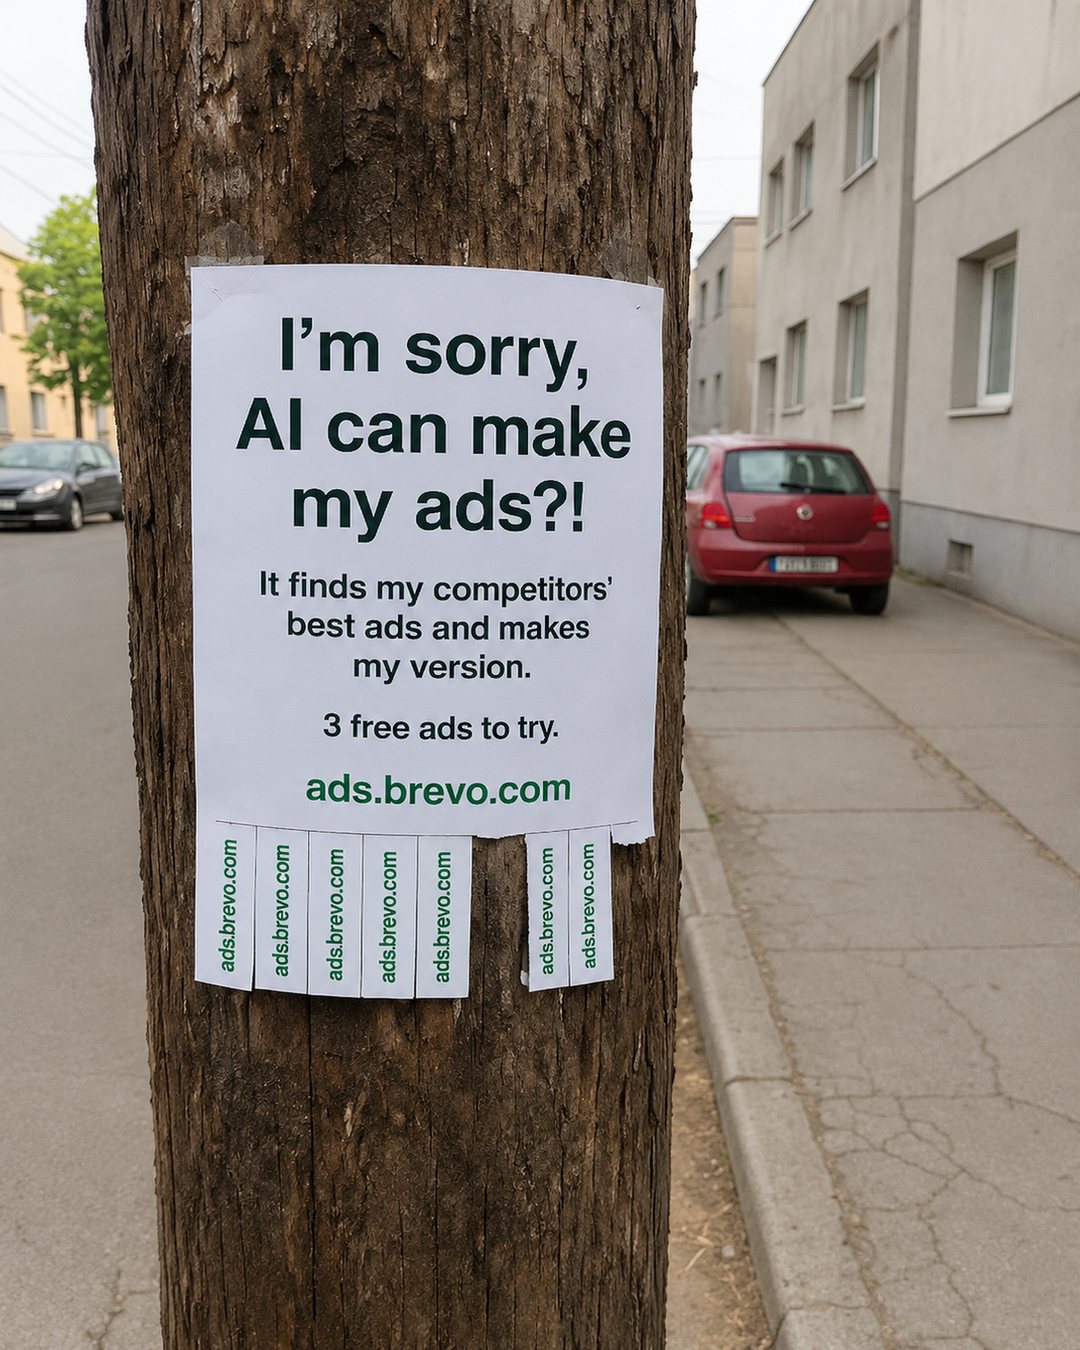 I'm sorry,
AI can make
my ads?!
It finds my competitors'
best ads and makes
my version.
3 free ads to try.
ads.brevo.com
ads.brevo.com
ads.brevo.com
ads.brevo.com
ads.brevo.com
ads.brevo.com
ads.brevo.com
ads.brevo.com